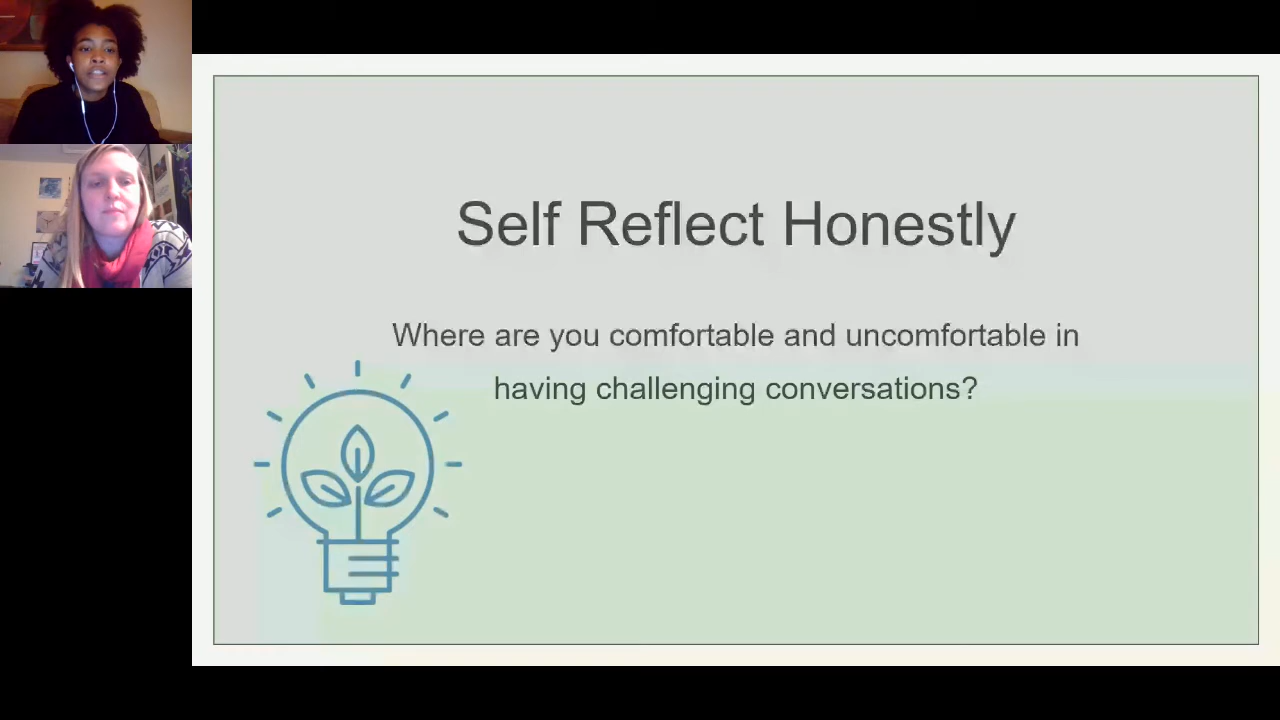 Self Reflect Honestly
Where are you comfortable and uncomfortable in
having challenging conversations?